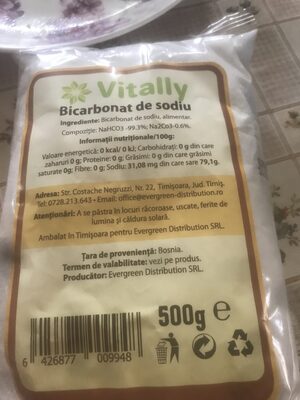 Vitally
Bicarbonat de sodiu
Ingrediente: Bicarbonat de sodiu, alimentar.
Compoziție: NaHCO3 -99.3%; Na2Co3-0.6%.
Informații nutriționale/100g:
Valoare energetică: 0 kcal/ 0 kJ; Carbohidrați: 0 g din care
zaharuri 0 g; Proteine: 0 g; Grăsimi: 0 g din care grăsimi
saturate 0g; Fibre: 0 g; Sodiu: 31,08 mg din care sare 79,1g.
Adresa: Str. Costache Negruzzi, Nr. 22, Timișoara, Jud. Timiș.
Tel: 0728.213.643 • Email: office@evergreen-distribution.ro
Atenționări: A se păstra în locuri răcoroase, uscate, ferite de
lumină și căldura solară.
Ambalat în Timișoara pentru Evergreen Distribution SRL.
Țara de proveniență: Bosnia.
Termen de valabilitate: vezi pe produs.
Producător: Evergreen Distribution SRL.
500g e
6 426877 009948